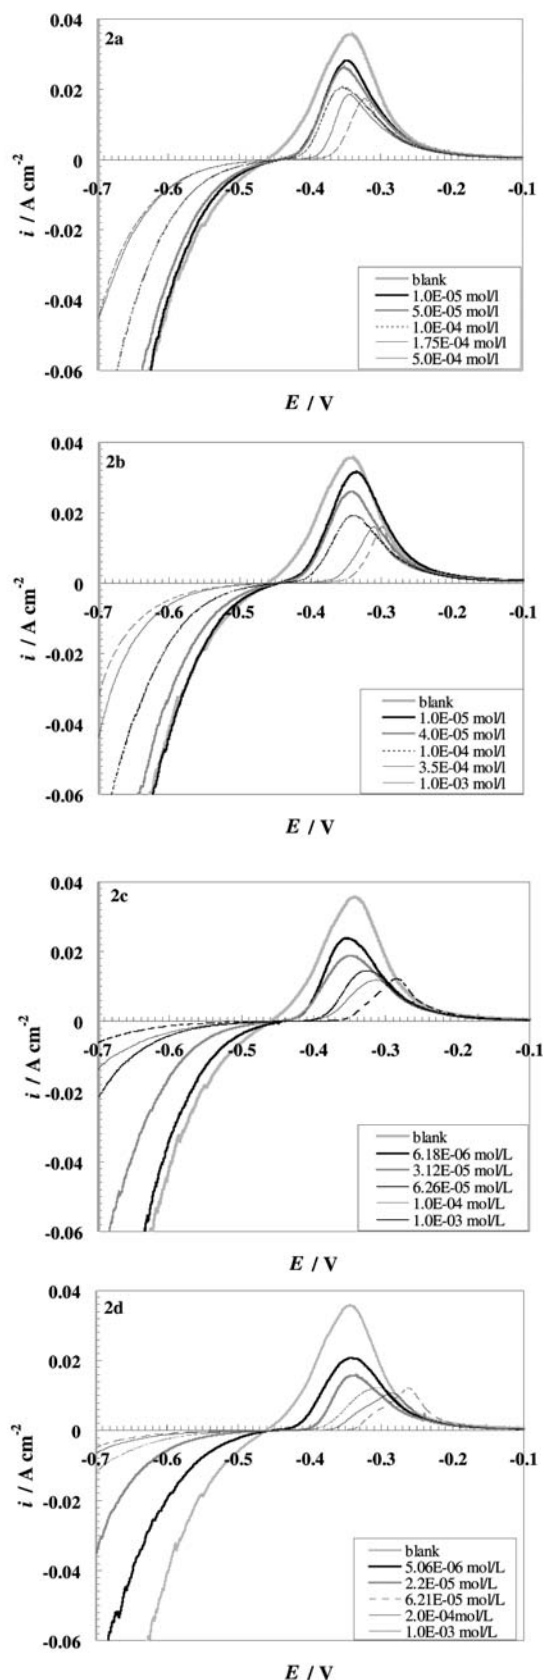 2a
0.04
0.02
0
-0.7 -0.6 -0.5 -0.4 -0.3 -0.2 -0.1
-0.02
-0.04
-0.06
i / A cm-2
blank
1.0E-05 mol/l
5.0E-05 mol/l
1.0E-04 mol/l
1.75E-04 mol/l
5.0E-04 mol/l
E / V
2b
0.04
0.02
0
-0.7 -0.6 -0.5 -0.4 -0.3 -0.2 -0.1
-0.02
-0.04
-0.06
i / A cm-2
blank
1.0E-05 mol/l
4.0E-05 mol/l
1.0E-04 mol/l
3.5E-04 mol/l
1.0E-03 mol/l
E / V
2c
0.04
0.02
0
-0.7 -0.6 -0.5 -0.4 -0.3 -0.2 -0.1
-0.02
-0.04
-0.06
i / A cm-2
blank
6.18E-06 mol/L
3.12E-05 mol/L
6.26E-05 mol/L
1.0E-04 mol/L
1.0E-03 mol/L
E / V
2d
0.04
0.02
0
-0.7 -0.6 -0.5 -0.4 -0.3 -0.2 -0.1
-0.02
-0.04
-0.06
i / A cm-2
blank
5.06E-06 mol/L
2.2E-05 mol/L
6.21E-05 mol/L
2.0E-04mol/L
1.0E-03 mol/L
E / V